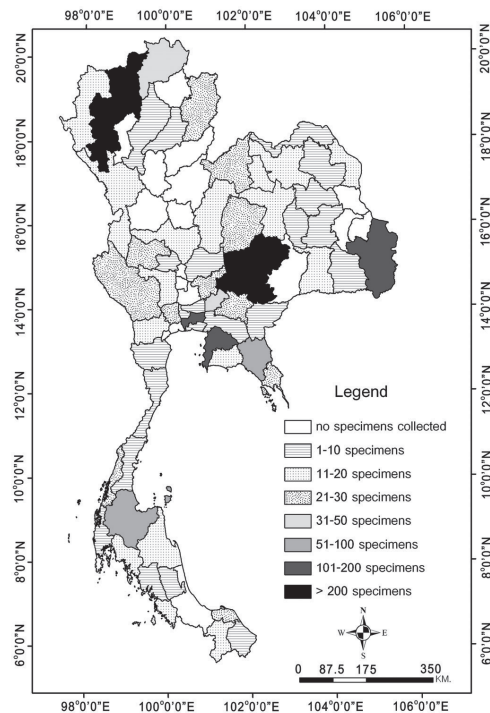 98°0'0"E 100°0'0"E 102°0'0"E 104°0'0"E 106°0'0"E
20°0'0"N 20°0'0"N
18°0'0"N 18°0'0"N
16°0'0"N 16°0'0"N
14°0'0"N 14°0'0"N
12°0'0"N 12°0'0"N
10°0'0"N 10°0'0"N
8°0'0"N 8°0'0"N
6°0'0"N 6°0'0"N
Legend
no specimens collected
1-10 specimens
11-20 specimens
21-30 specimens
31-50 specimens
51-100 specimens
101-200 specimens
> 200 specimens
N
W E
S
0 87.5 175 350
KM.
98°0'0"E 100°0'0"E 102°0'0"E 104°0'0"E 106°0'0"E